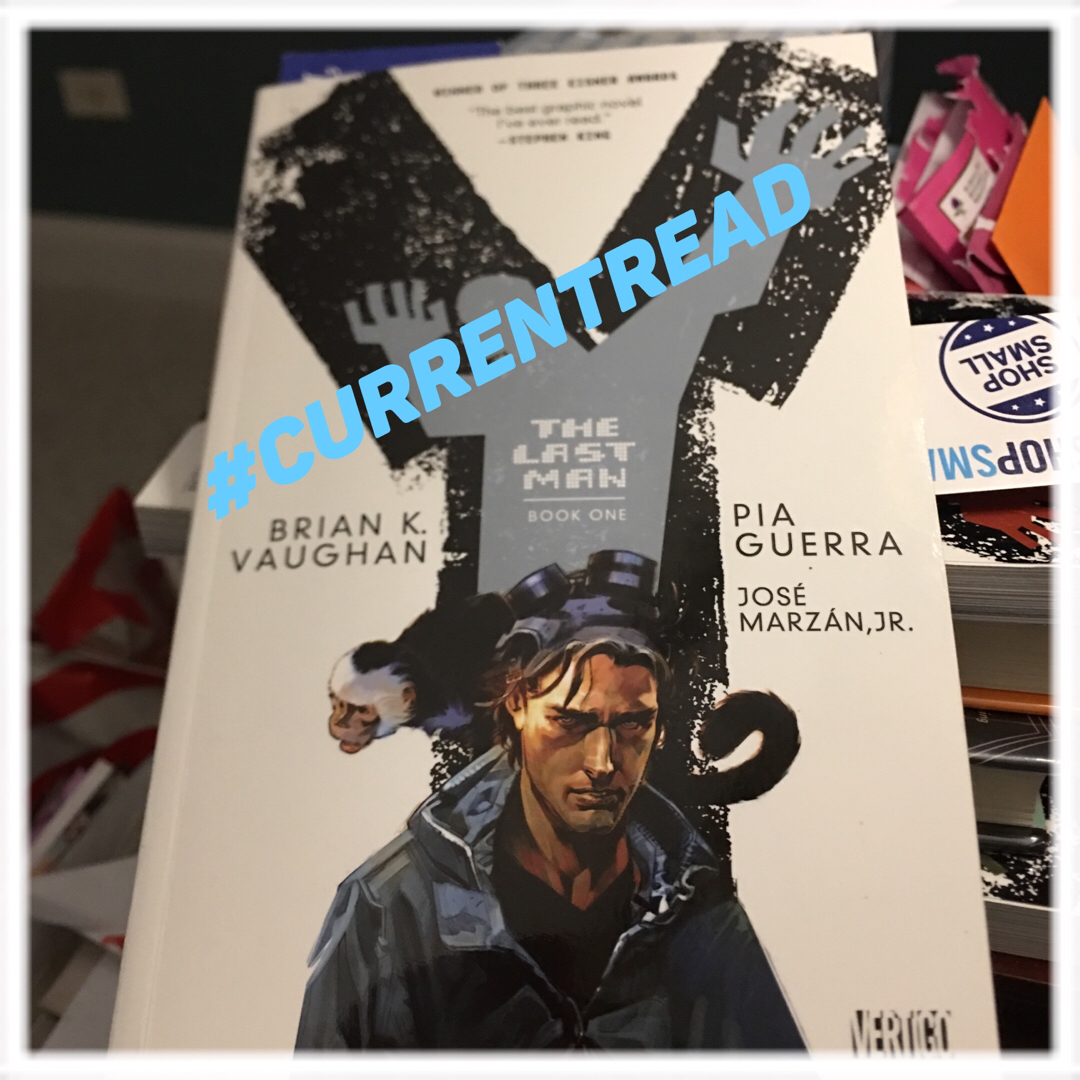 WINNER OF THREE EISNER AWARDS
"The best graphic novel
I've ever read."
—STEPHEN KING
#CURRENTREAD
Y
THE
LAST
MAN
BOOK ONE
BRIAN K.
VAUGHAN
PIA
GUERRA
JOSÉ
MARZÁN,JR.
VERTIGO
SHOP
SMALL